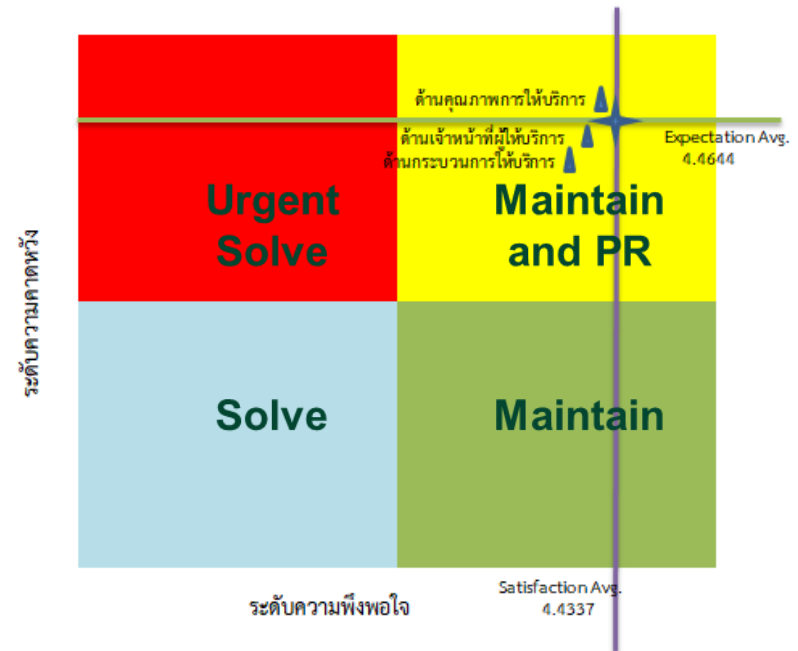 ด้านคุณภาพการให้บริการ
ด้านเจ้าหน้าที่ผู้ให้บริการ
ด้านกระบวนการให้บริการ
Expectation Avg.
4.4644
Urgent
Solve
Maintain
and PR
ระดับความคาดหวัง
Solve
Maintain
Satisfaction Avg.
4.4337
ระดับความพึงพอใจ